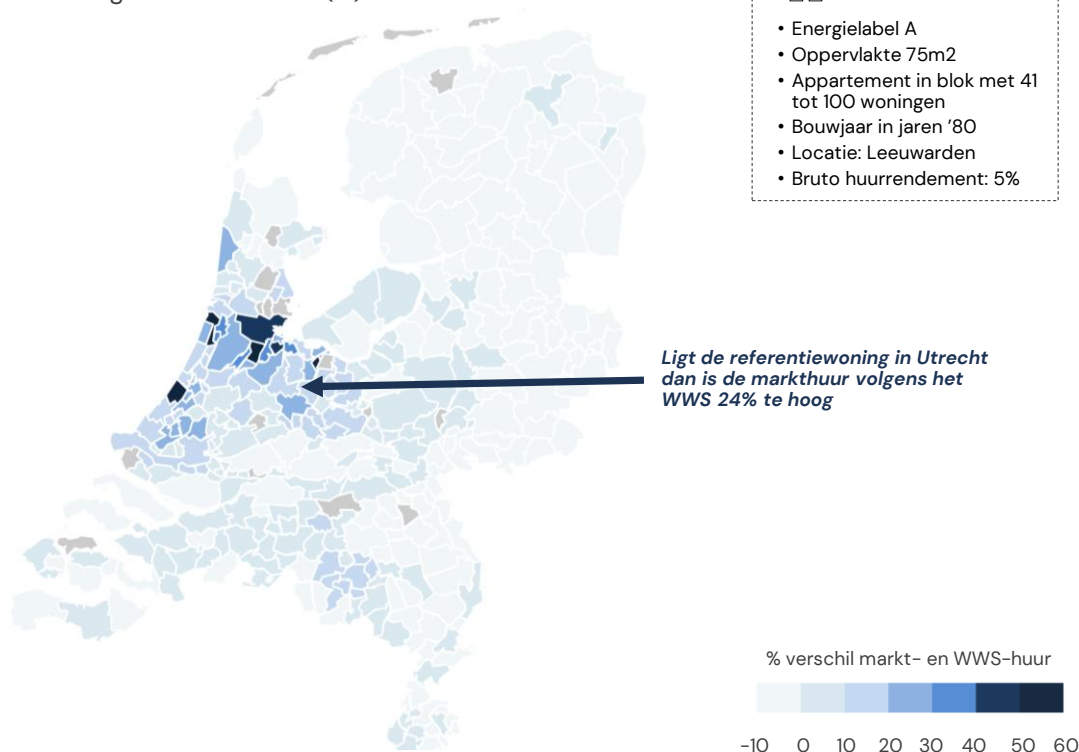 • Energielabel A
• Oppervlakte 75m2
• Appartement in blok met 41
tot 100 woningen
• Bouwjaar in jaren '80
• Locatie: Leeuwarden
• Bruto huurrendement: 5%
Ligt de referentiewoning in Utrecht
dan is de markthuur volgens het
WWS 24% te hoog
% verschil markt- en WWS-huur
-10 0 10 20 30 40 50 60